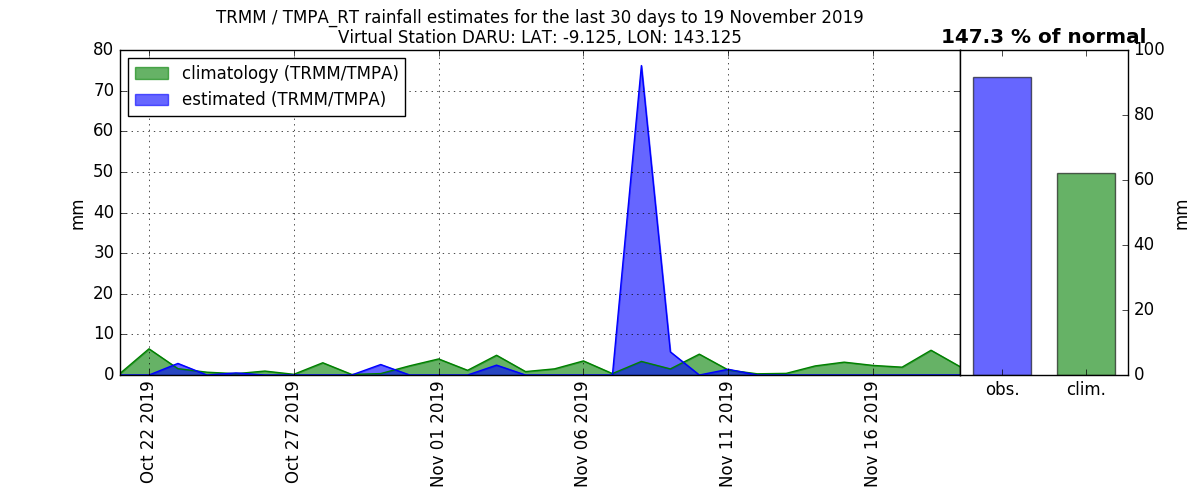 TRMM / TMPA_RT rainfall estimates for the last 30 days to 19 November 2019
Virtual Station DARU: LAT: -9.125, LON: 143.125
147.3 % of normal
climatology (TRMM/TMPA)
estimated (TRMM/TMPA)
mm
80
70
60
50
40
30
20
10
0
Oct 22 2019
Oct 27 2019
Nov 01 2019
Nov 06 2019
Nov 11 2019
Nov 16 2019
100
80
60
40
20
0
mm
obs.
clim.